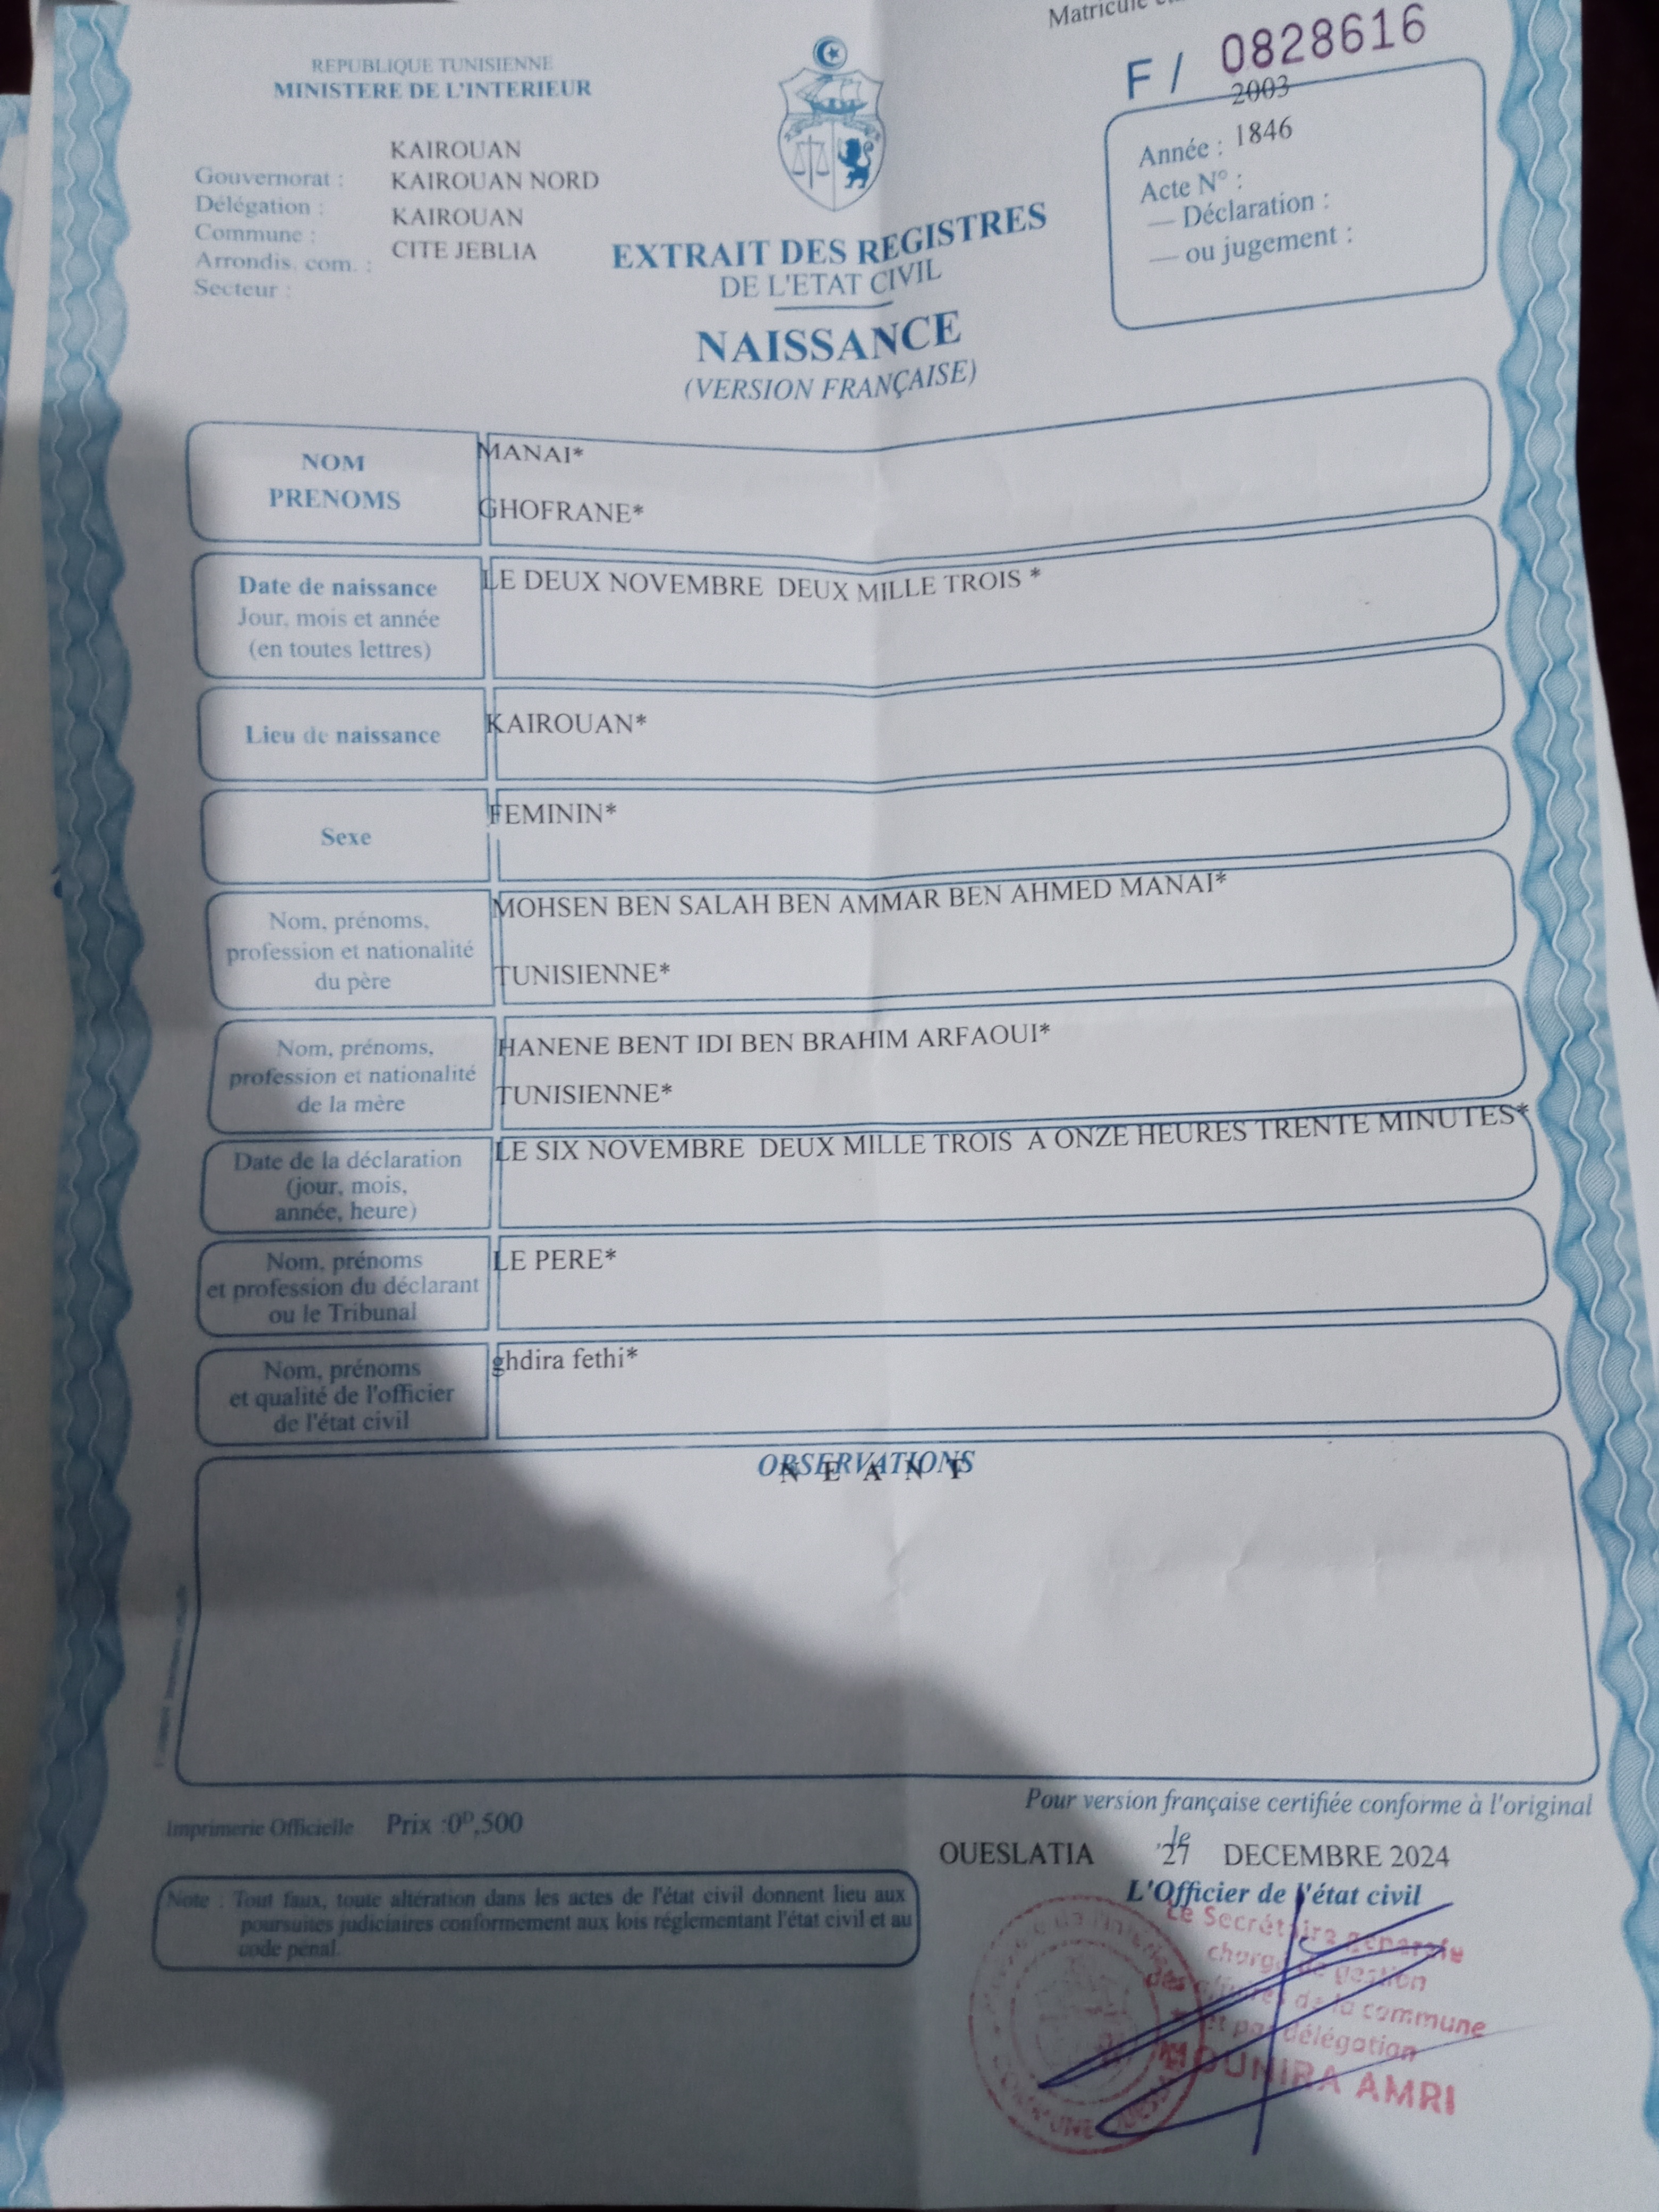 Matricule
F / 0828616
REPUBLIQUE TUNISIENNE
MINISTERE DE L'INTERIEUR
KAIROUAN
Gouvernorat : KAIROUAN NORD
Délégation : KAIROUAN
Commune : CITE JEBLIA
Arrondis. com. :
Secteur :
2003
Année : 1846
Acte N° :
— Déclaration :
— ou jugement :
EXTRAIT DES REGISTRES
DE L'ETAT CIVIL
NAISSANCE
(VERSION FRANÇAISE)
NOM MANAI*
PRENOMS GHOFRANE*
Date de naissance LE DEUX NOVEMBRE DEUX MILLE TROIS *
Jour, mois et année
(en toutes lettres)
Lieu de naissance KAIROUAN*
Sexe FEMININ*
Nom, prénoms, MOHSEN BEN SALAH BEN AMMAR BEN AHMED MANAI*
profession et nationalité
du père TUNISIENNE*
Nom, prénoms, HANENE BENT IDI BEN BRAHIM ARFAOUI*
profession et nationalité
de la mère TUNISIENNE*
Date de la déclaration LE SIX NOVEMBRE DEUX MILLE TROIS A ONZE HEURES TRENTE MINUTES*
(jour, mois,
année, heure)
Nom, prénoms LE PERE*
et profession du déclarant
ou le Tribunal
Nom, prénoms ghdira fethi*
et qualité de l'officier
de l'état civil
OBSERVATIONS
N E A N T
Pour version française certifiée conforme à l'original
Imprimerie Officielle Prix :0ᴰ,500
OUESLATIA le 27 DECEMBRE 2024
L'Officier de l'état civil
Note : Tout faux, toute altération dans les actes de l'état civil donnent lieu aux
poursuites judiciaires conformement aux lois réglementant l'état civil et au
code pénal.
Le Secrétaire generale
chargé de gestion
des affaires de la commune
et par délégation
MOUNIRA AMRI